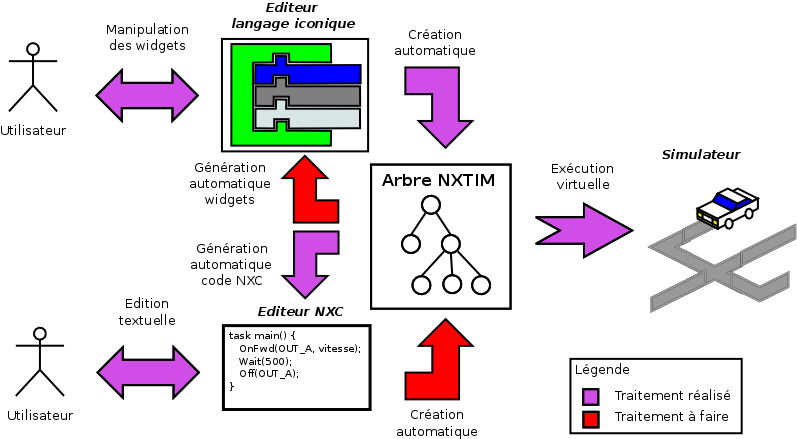 Editeur
langage iconique
Manipulation
des widgets
Création
automatique
Utilisateur
Génération
automatique
widgets
Arbre NXTIM
Exécution
virtuelle
Simulateur
Génération
automatique
code NXC
Edition
textuelle
Editeur NXC
task main() {
OnFwd(OUT_A, vitesse);
Wait(500);
Off(OUT_A);
}
Utilisateur
Création
automatique
Légende
Traitement réalisé
Traitement à faire